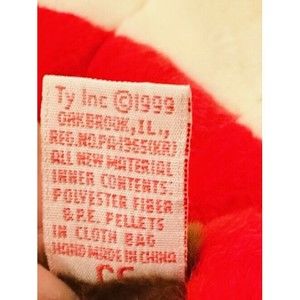 Ty Inc ©1999
OAKBROOK, IL.,
REG.NO.PA-1965(KR)
ALL NEW MATERIAL
INNER CONTENTS:
POLYESTER FIBER
& P.E. PELLETS
IN CLOTH BAG
HAND MADE IN CHINA
CE